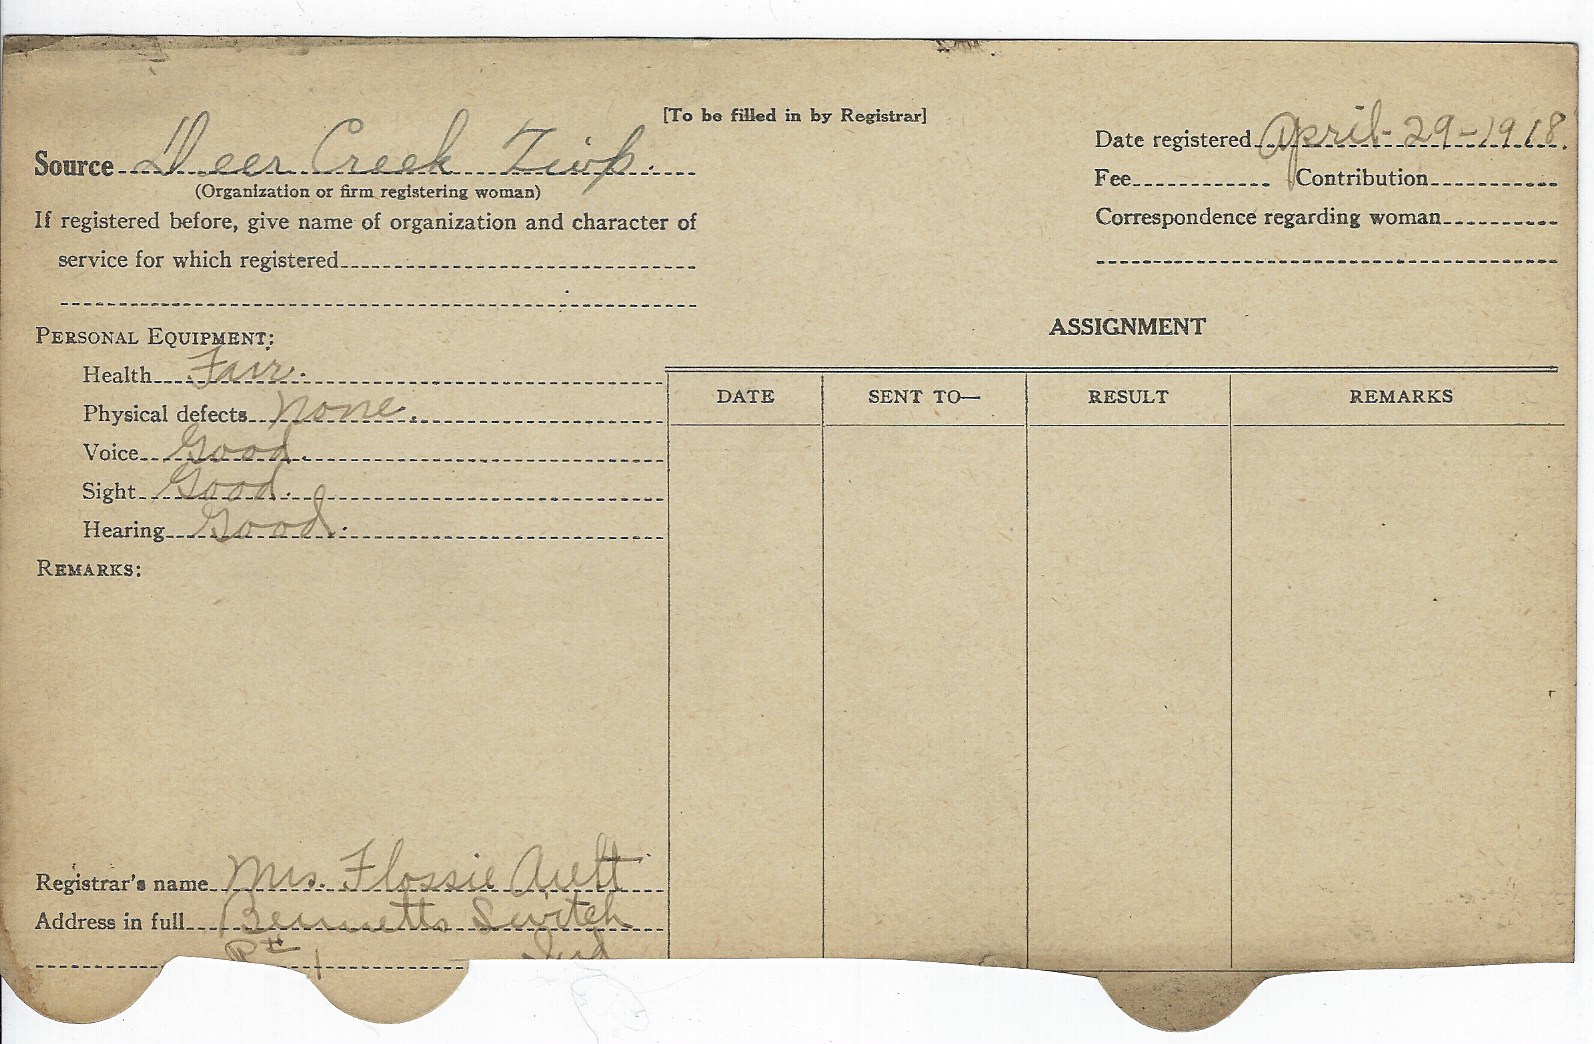 [To be filled in by Registrar]
Source Deer Creek Twp.
(Organization or firm registering woman)
If registered before, give name of organization and character of
service for which registered
Date registered April-29-1918.
Fee Contribution
Correspondence regarding woman
PERSONAL EQUIPMENT:
Health Fair.
Physical defects none.
Voice Good.
Sight Good.
Hearing Good.
REMARKS:
ASSIGNMENT
DATE SENT TO— RESULT REMARKS
Registrar's name Mrs. Flossie Ault
Address in full Bennetts Switch
Rt 1 Ind